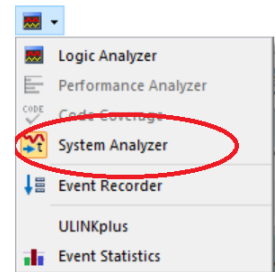 Logic Analyzer
Performance Analyzer
CODE Code Coverage
t System Analyzer
Event Recorder
ULINKplus
Event Statistics